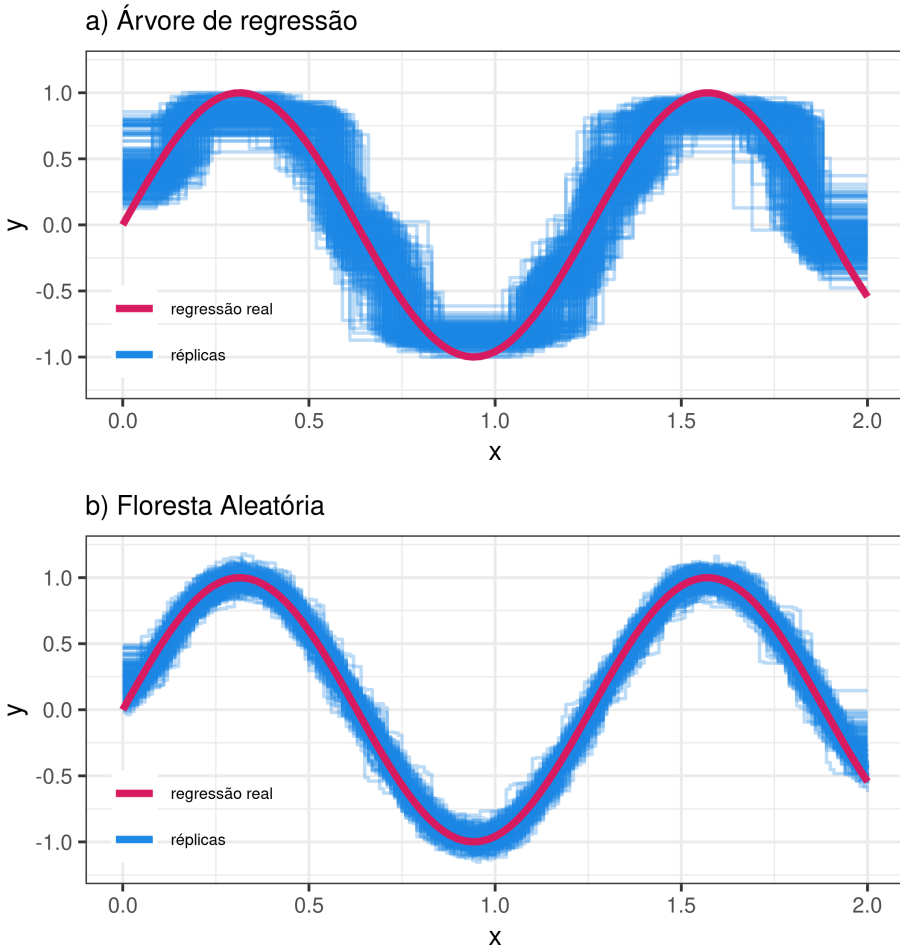 a) Árvore de regressão
1.0
0.5
0.0
-0.5
-1.0
y
regressão real
réplicas
0.0 0.5 1.0 1.5 2.0
x
b) Floresta Aleatória
1.0
0.5
0.0
-0.5
-1.0
y
regressão real
réplicas
0.0 0.5 1.0 1.5 2.0
x